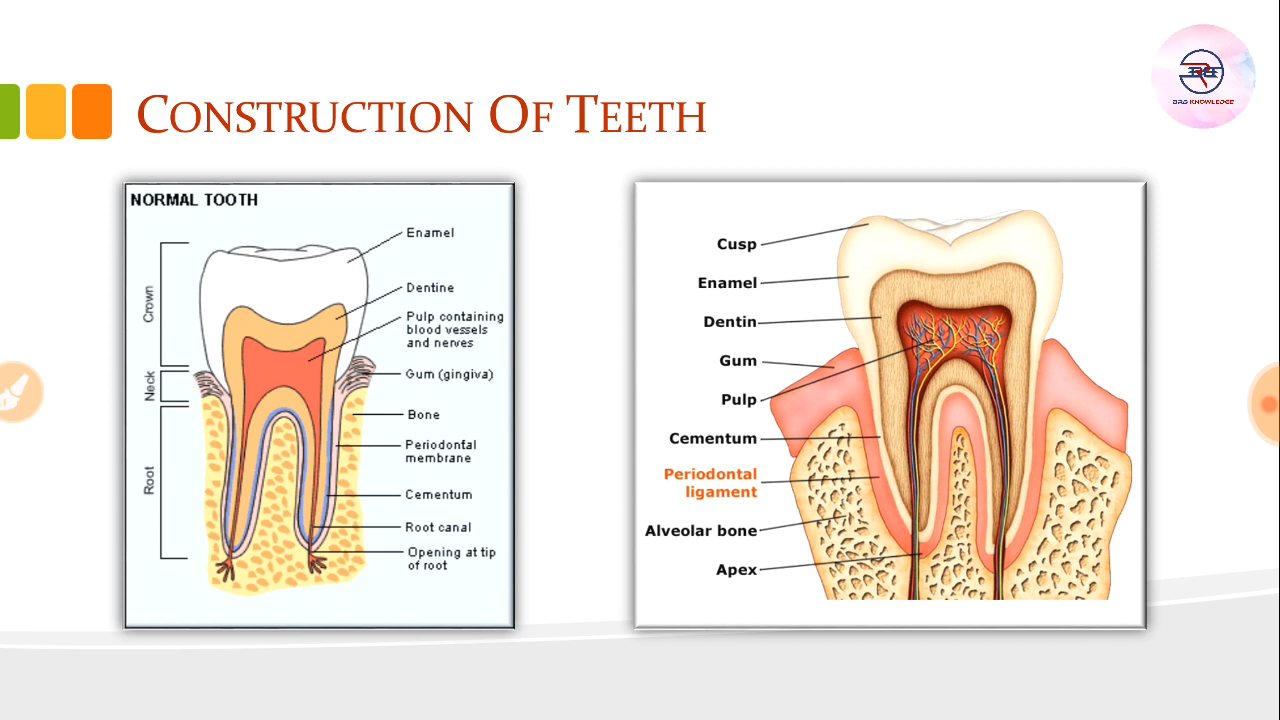 CONSTRUCTION OF TEETH
BRB KNOWLEDGE
NORMAL TOOTH
Crown
Neck
Root
Enamel
Dentine
Pulp containing
blood vessels
and nerves
Gum (gingiva)
Bone
Periodontal
membrane
Cementum
Root canal
Opening at tip
of root
Cusp
Enamel
Dentin
Gum
Pulp
Cementum
Periodontal
ligament
Alveolar bone
Apex